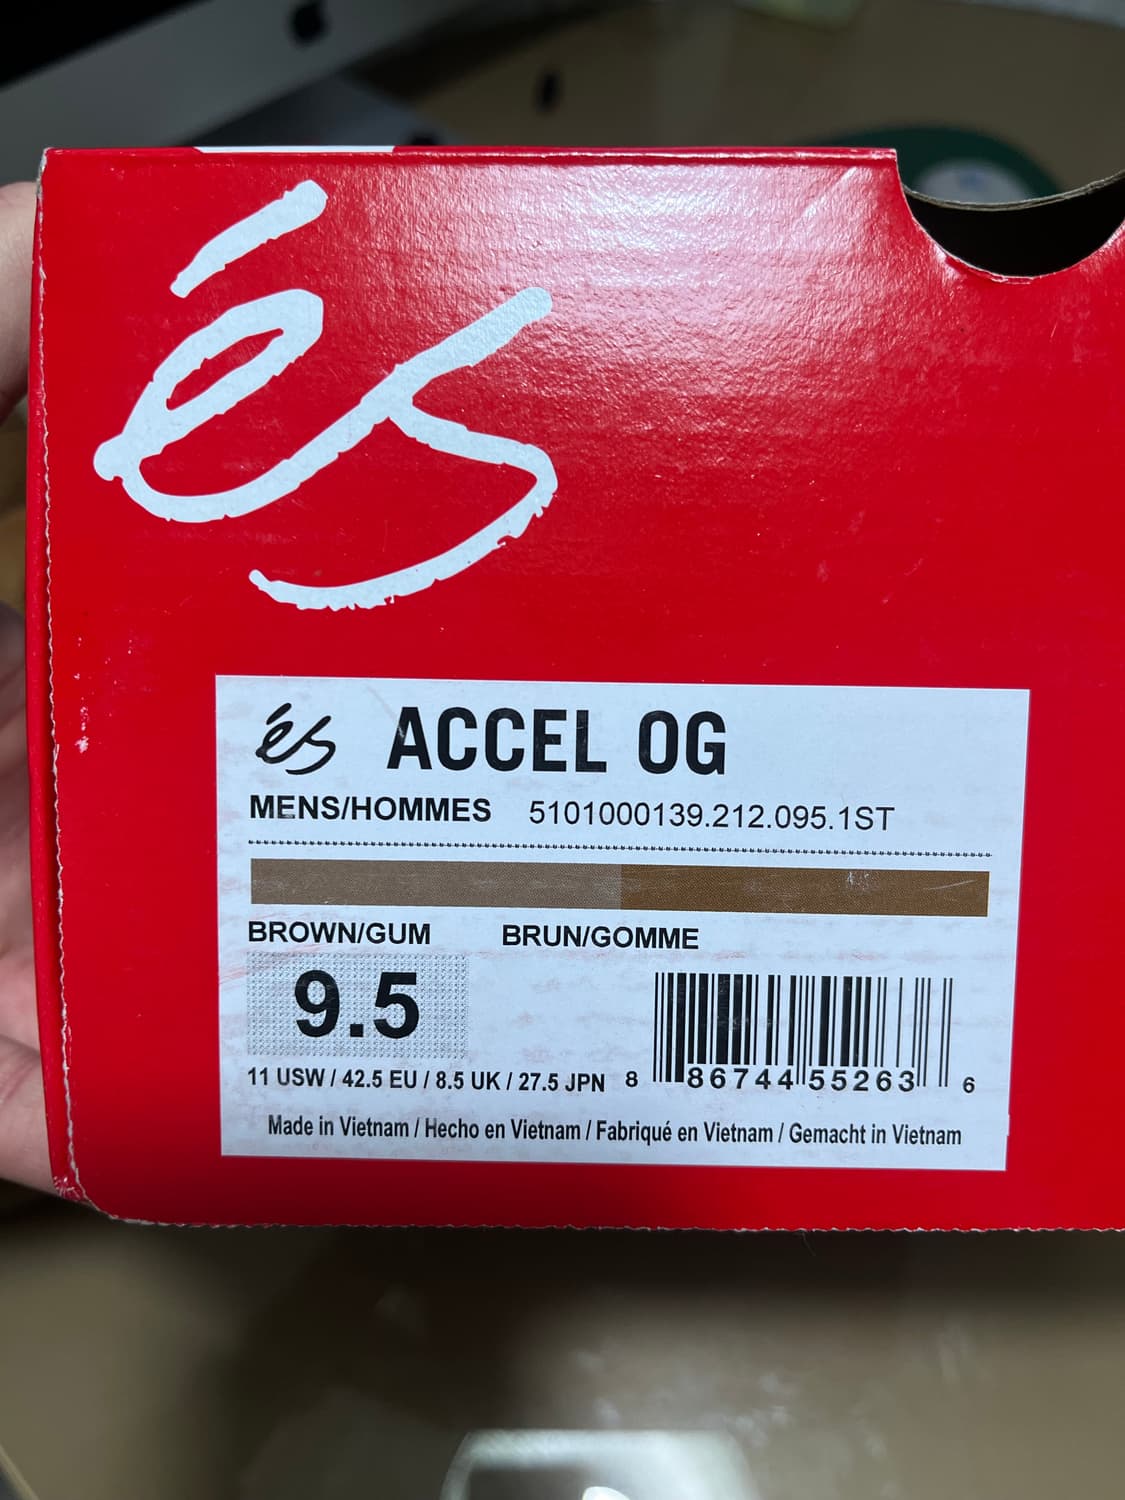 éS
éS ACCEL OG
MENS/HOMMES 5101000139.212.095.1ST
BROWN/GUM BRUN/GOMME
9.5
11 USW / 42.5 EU / 8.5 UK / 27.5 JPN
8 86744 55263 6
Made in Vietnam / Hecho en Vietnam / Fabriqué en Vietnam / Gemacht in Vietnam